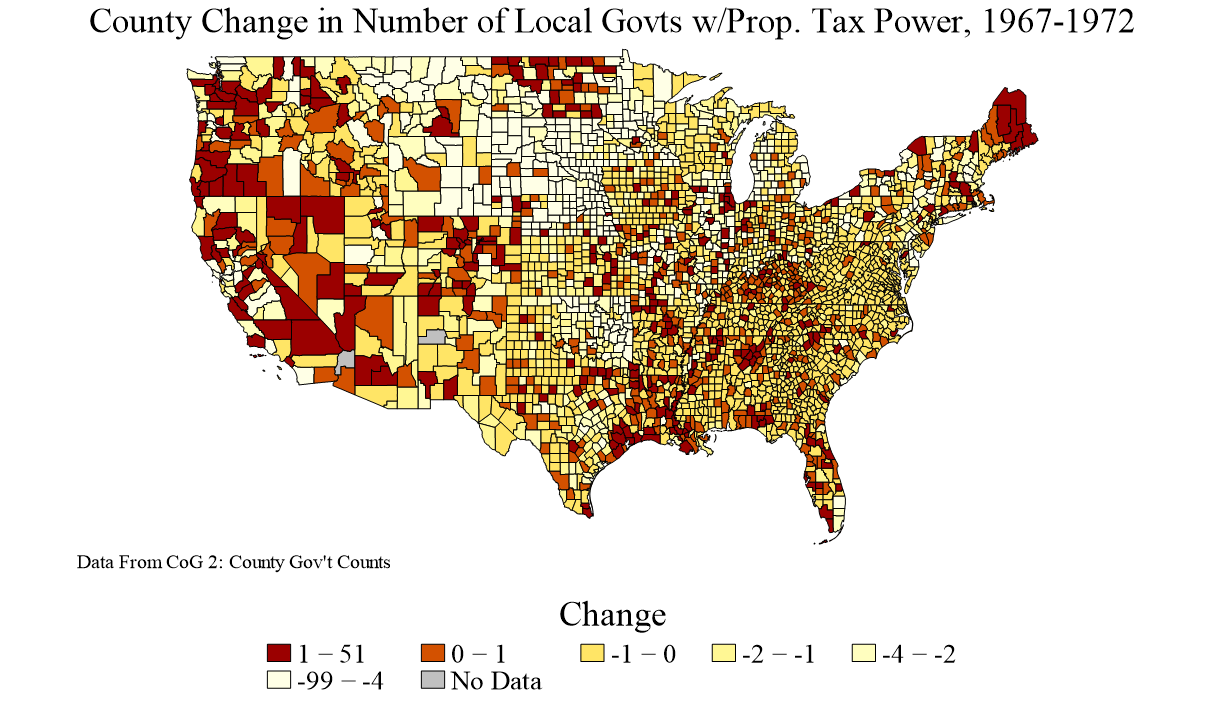 County Change in Number of Local Govts w/Prop. Tax Power, 1967-1972
Data From CoG 2: County Gov't Counts
Change
1 − 51 0 − 1 -1 − 0 -2 − -1 -4 − -2
-99 − -4 No Data